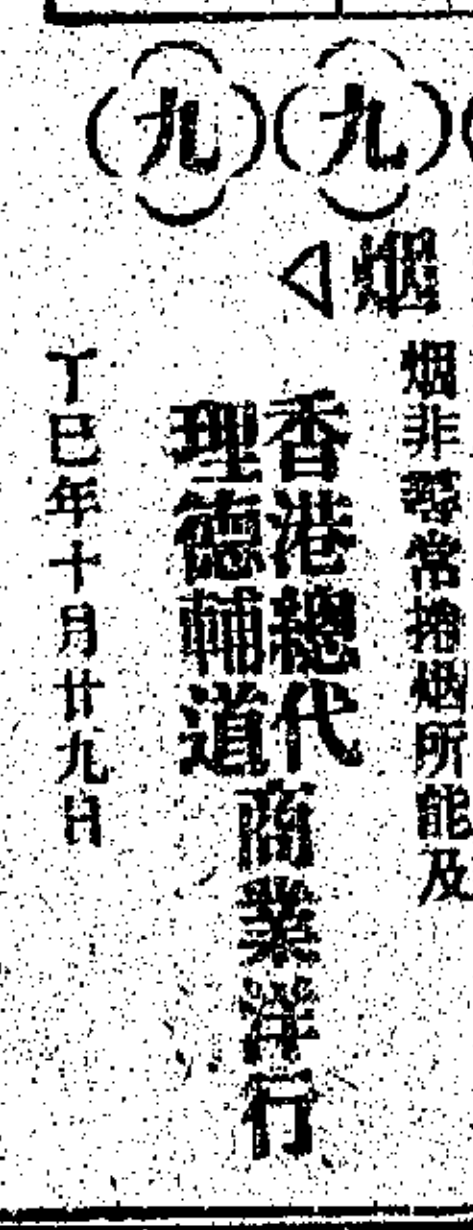 九九
烟▷
烟非尋常捲烟所能及
香港總代
理德輔道
商業洋行
丁巳年十月廿九日